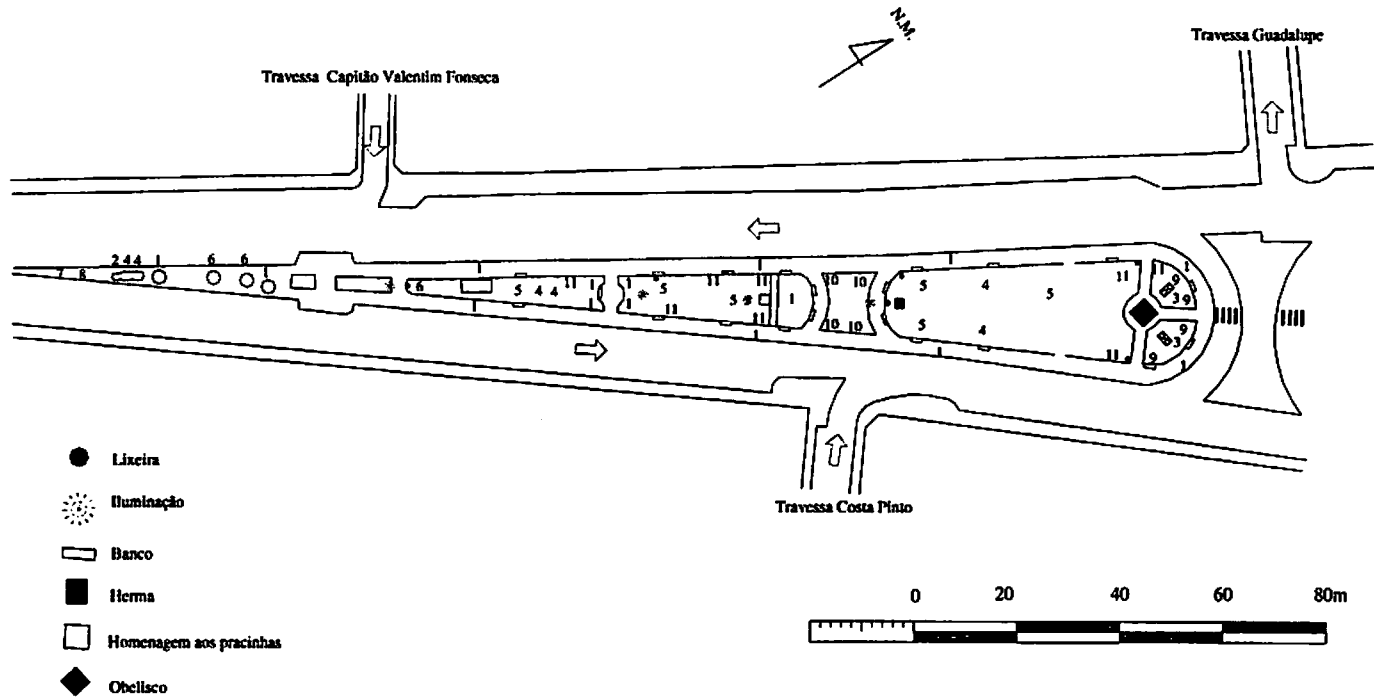 N.M.
Travessa Guadalupe
Travessa Capitão Valentim Fonseca
2 4 4
6 6
7 8
6
5 4 4
11
5
11
11
5
11
1
10 10
10 10
5 4 5 11
5 4 11
11
9
3 9
9
3
9
Travessa Costa Pinto
Lixeira
Iluminação
Banco
Herma
Homenagem aos pracinhas
Obelisco
0 20 40 60 80m